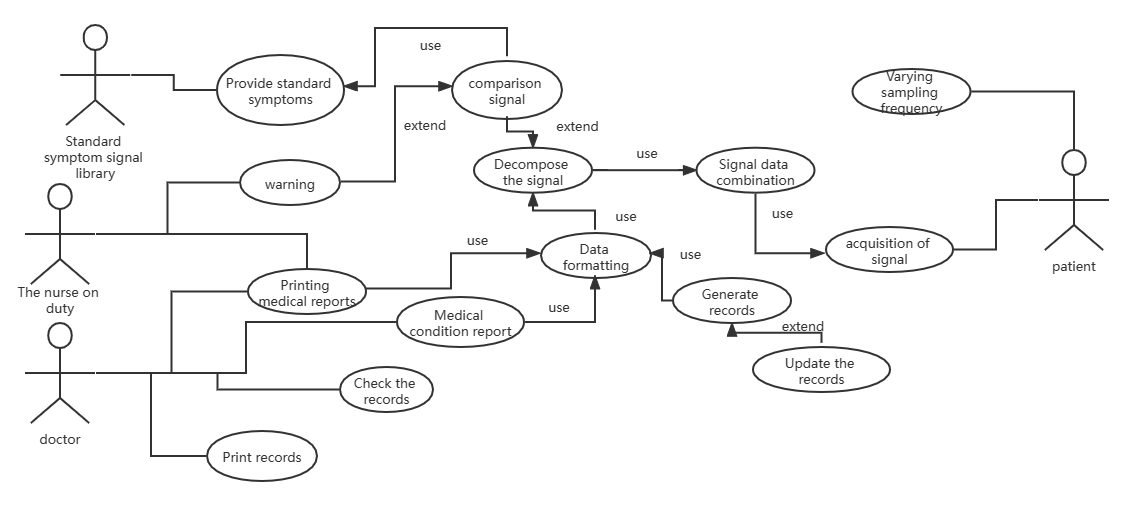 use
Provide standard
symptoms
comparison
signal
Varying
sampling
frequency
extend
extend
Standard
symptom signal
library
use
Decompose
the signal
Signal data
combination
warning
use
use
use
Data
formatting
use
acquisition of
signal
patient
The nurse on
duty
Printing
medical reports
Generate
records
use
Medical
condition report
extend
Update the
records
Check the
records
doctor
Print records